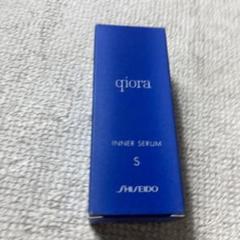 qiora
INNER SERUM
S
SHISEIDO